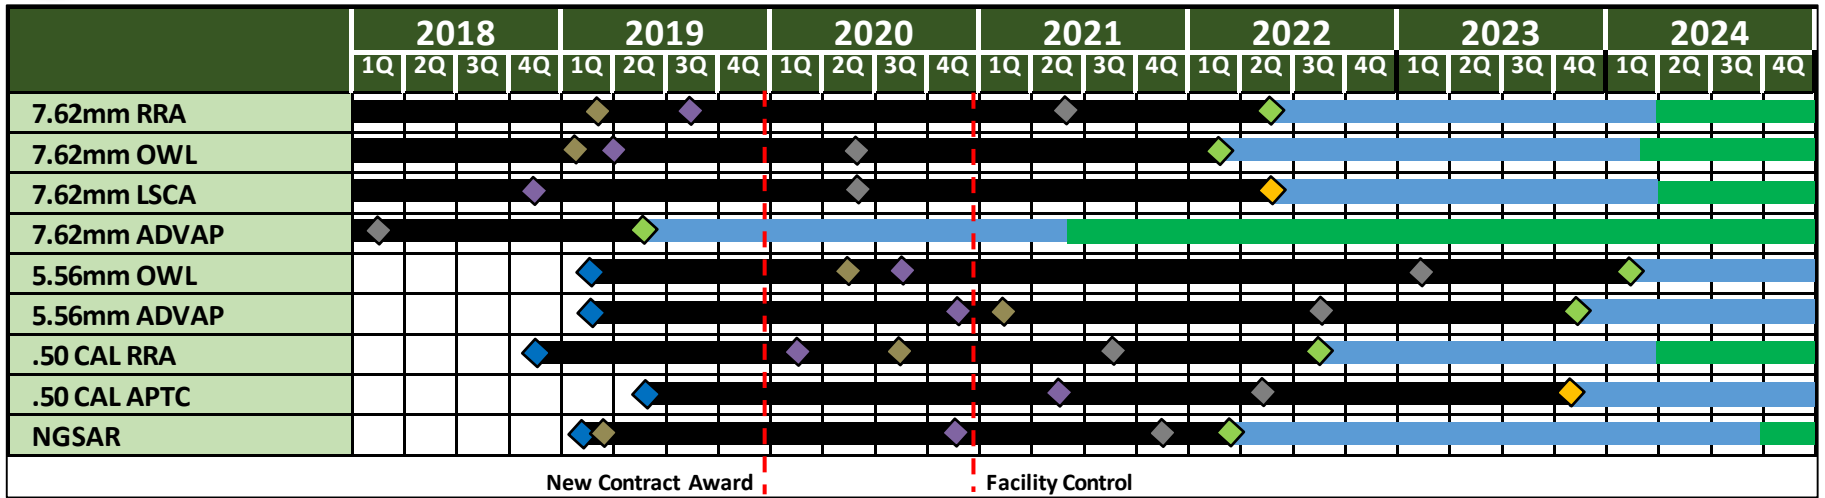 2018 2019 2020 2021 2022 2023 2024
1Q 2Q 3Q 4Q 1Q 2Q 3Q 4Q 1Q 2Q 3Q 4Q 1Q 2Q 3Q 4Q 1Q 2Q 3Q 4Q 1Q 2Q 3Q 4Q 1Q 2Q 3Q 4Q
7.62mm RRA
7.62mm OWL
7.62mm LSCA
7.62mm ADVAP
5.56mm OWL
5.56mm ADVAP
.50 CAL RRA
.50 CAL APTC
NGSAR
New Contract Award Facility Control